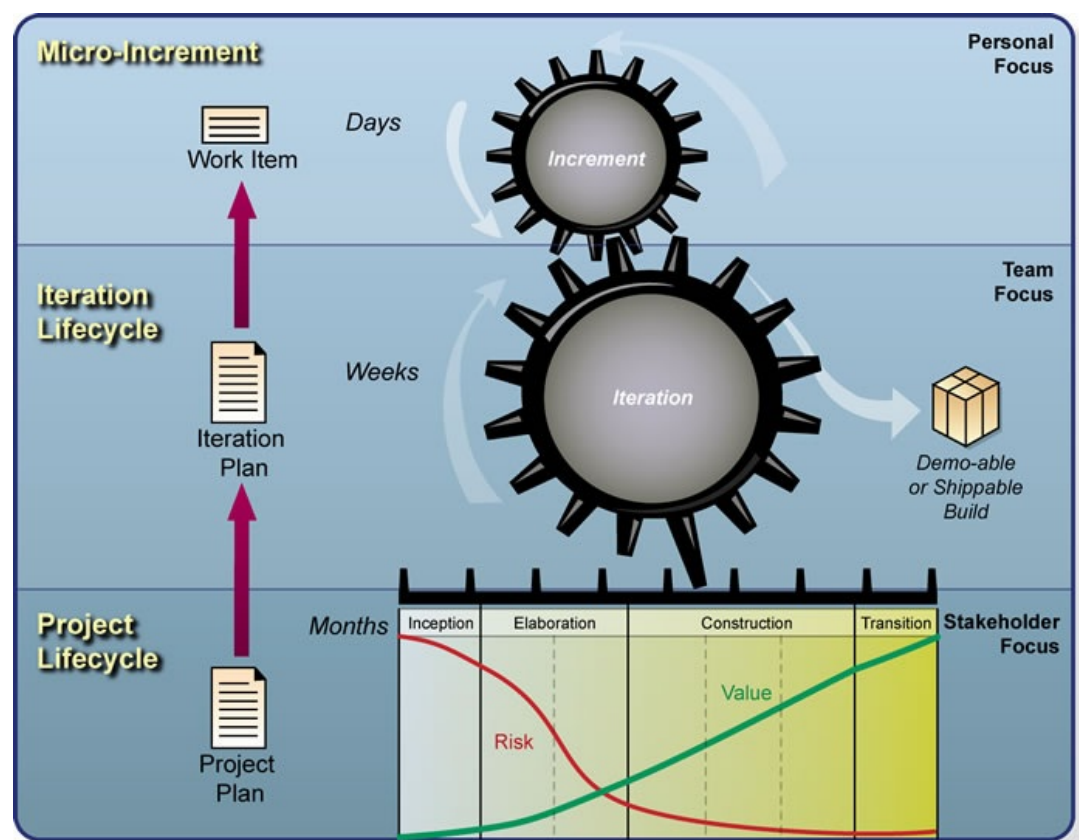 Micro-Increment
Personal
Focus
Days
Work Item
Increment
Iteration
Lifecycle
Team
Focus
Weeks
Iteration
Iteration
Plan
Demo-able
or Shippable
Build
Project
Lifecycle
Months
Inception
Elaboration
Construction
Transition
Stakeholder
Focus
Value
Risk
Project
Plan